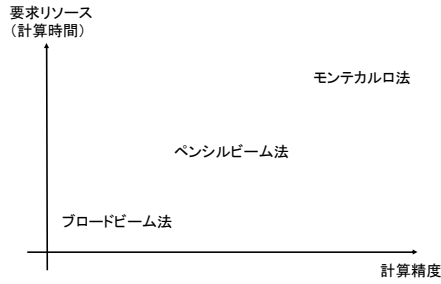 要求リソース
（計算時間）
モンテカルロ法
ペンシルビーム法
ブロードビーム法
計算精度